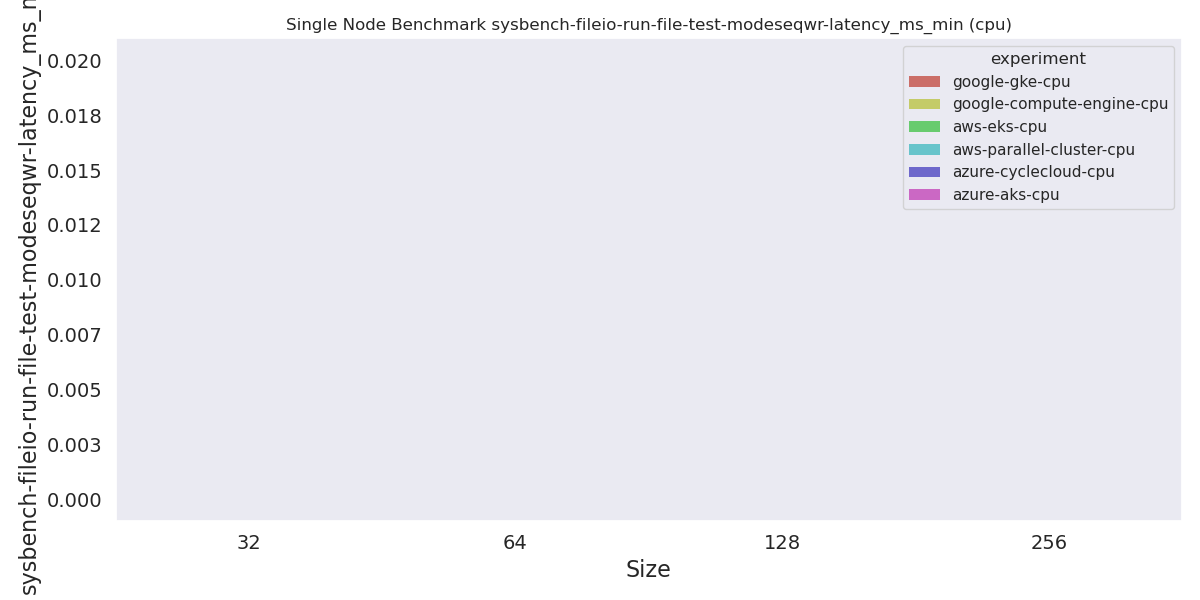 Single Node Benchmark sysbench-fileio-run-file-test-modeseqwr-latency_ms_min (cpu)
sysbench-fileio-run-file-test-modeseqwr-latency_ms_m
0.020
0.018
0.015
0.012
0.010
0.007
0.005
0.003
0.000
experiment
google-gke-cpu
google-compute-engine-cpu
aws-eks-cpu
aws-parallel-cluster-cpu
azure-cyclecloud-cpu
azure-aks-cpu
32 64 128 256
Size